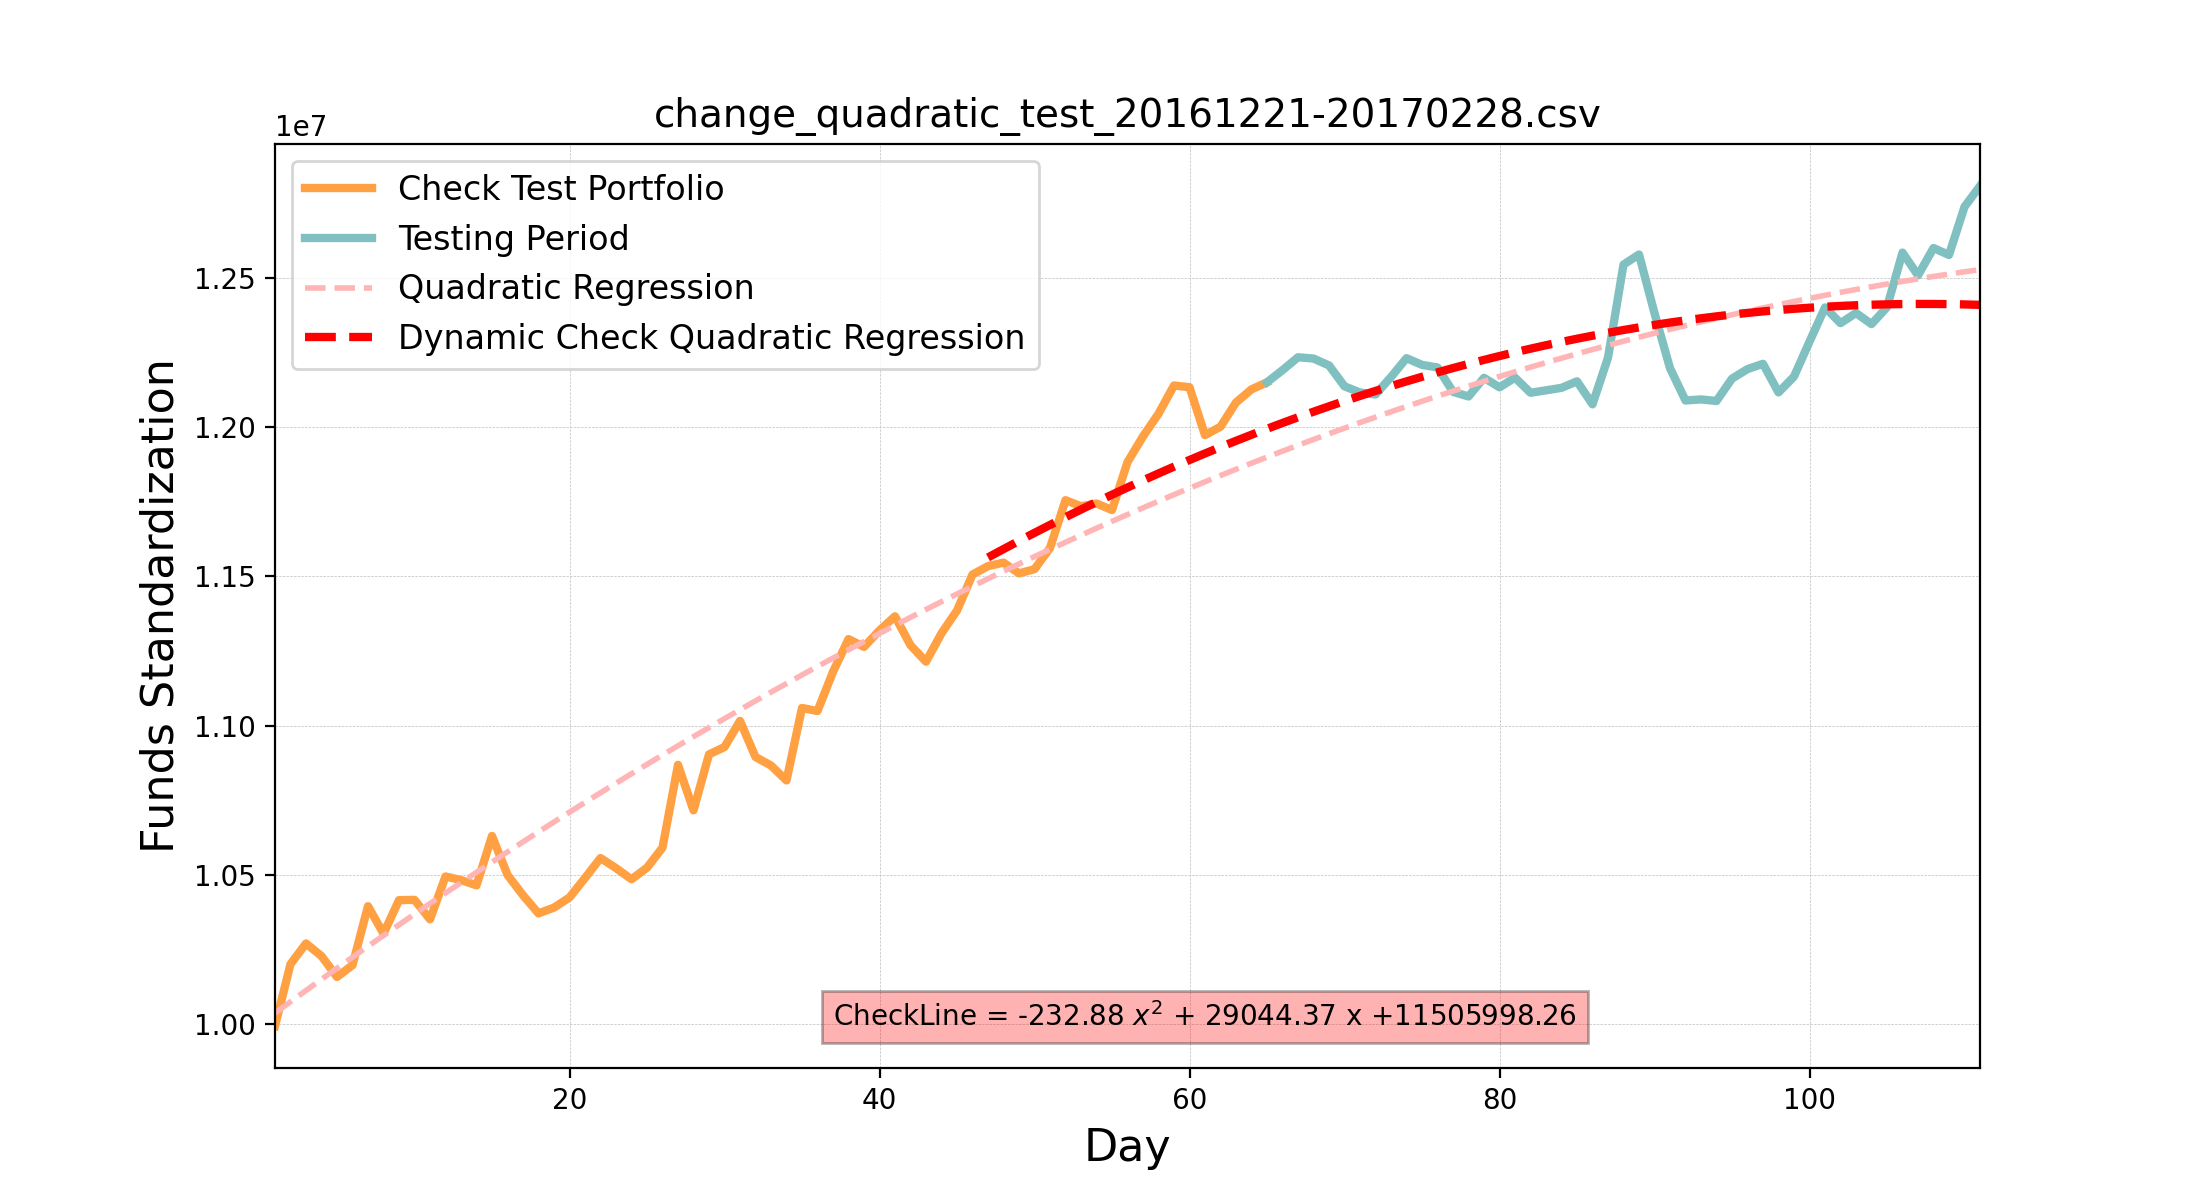 change_quadratic_test_20161221-20170228.csv
1e7
Check Test Portfolio
Testing Period
Quadratic Regression
Dynamic Check Quadratic Regression
1.25
1.20
1.15
1.10
1.05
1.00
Funds Standardization
CheckLine = -232.88 x² + 29044.37 x +11505998.26
20 40 60 80 100
Day